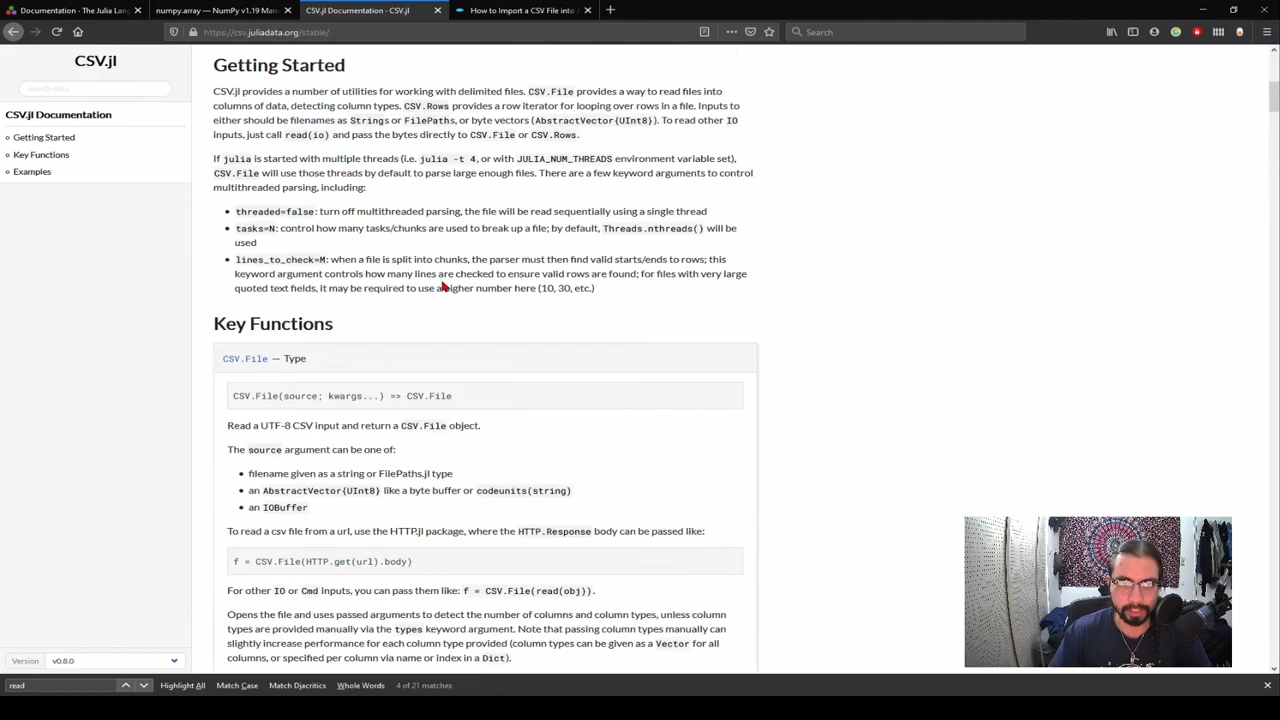 Documentation - The Julia Lan
numpy.array — NumPy v1.19 Man
CSV.jl Documentation - CSV.jl
How to Import a CSV File into J
https://csv.juliadata.org/stable/
Search
CSV.jl
Search docs
CSV.jl Documentation
Getting Started
Key Functions
Examples
Version v0.8.0
Getting Started
CSV.jl provides a number of utilities for working with delimited files. CSV.File provides a way to read files into
columns of data, detecting column types. CSV.Rows provides a row iterator for looping over rows in a file. Inputs to
either should be filenames as Strings or FilePaths, or byte vectors (AbstractVector{UInt8}). To read other IO
inputs, just call read(io) and pass the bytes directly to CSV.File or CSV.Rows.
If julia is started with multiple threads (i.e. julia -t 4, or with JULIA_NUM_THREADS environment variable set),
CSV.File will use those threads by default to parse large enough files. There are a few keyword arguments to control
multithreaded parsing, including:
threaded=false: turn off multithreaded parsing, the file will be read sequentially using a single thread
tasks=N: control how many tasks/chunks are used to break up a file; by default, Threads.nthreads() will be
used
lines_to_check=M: when a file is split into chunks, the parser must then find valid starts/ends to rows; this
keyword argument controls how many lines are checked to ensure valid rows are found; for files with very large
quoted text fields, it may be required to use a higher number here (10, 30, etc.)
Key Functions
CSV.File — Type
CSV.File(source; kwargs...) => CSV.File
Read a UTF-8 CSV input and return a CSV.File object.
The source argument can be one of:
filename given as a string or FilePaths.jl type
an AbstractVector{UInt8} like a byte buffer or codeunits(string)
an IOBuffer
To read a csv file from a url, use the HTTP.jl package, where the HTTP.Response body can be passed like:
f = CSV.File(HTTP.get(url).body)
For other IO or Cmd inputs, you can pass them like: f = CSV.File(read(obj)).
Opens the file and uses passed arguments to detect the number of columns and column types, unless column
types are provided manually via the types keyword argument. Note that passing column types manually can
slightly increase performance for each column type provided (column types can be given as a Vector for all
columns, or specified per column via name or index in a Dict).
read
Highlight All Match Case Match Diacritics Whole Words 4 of 21 matches